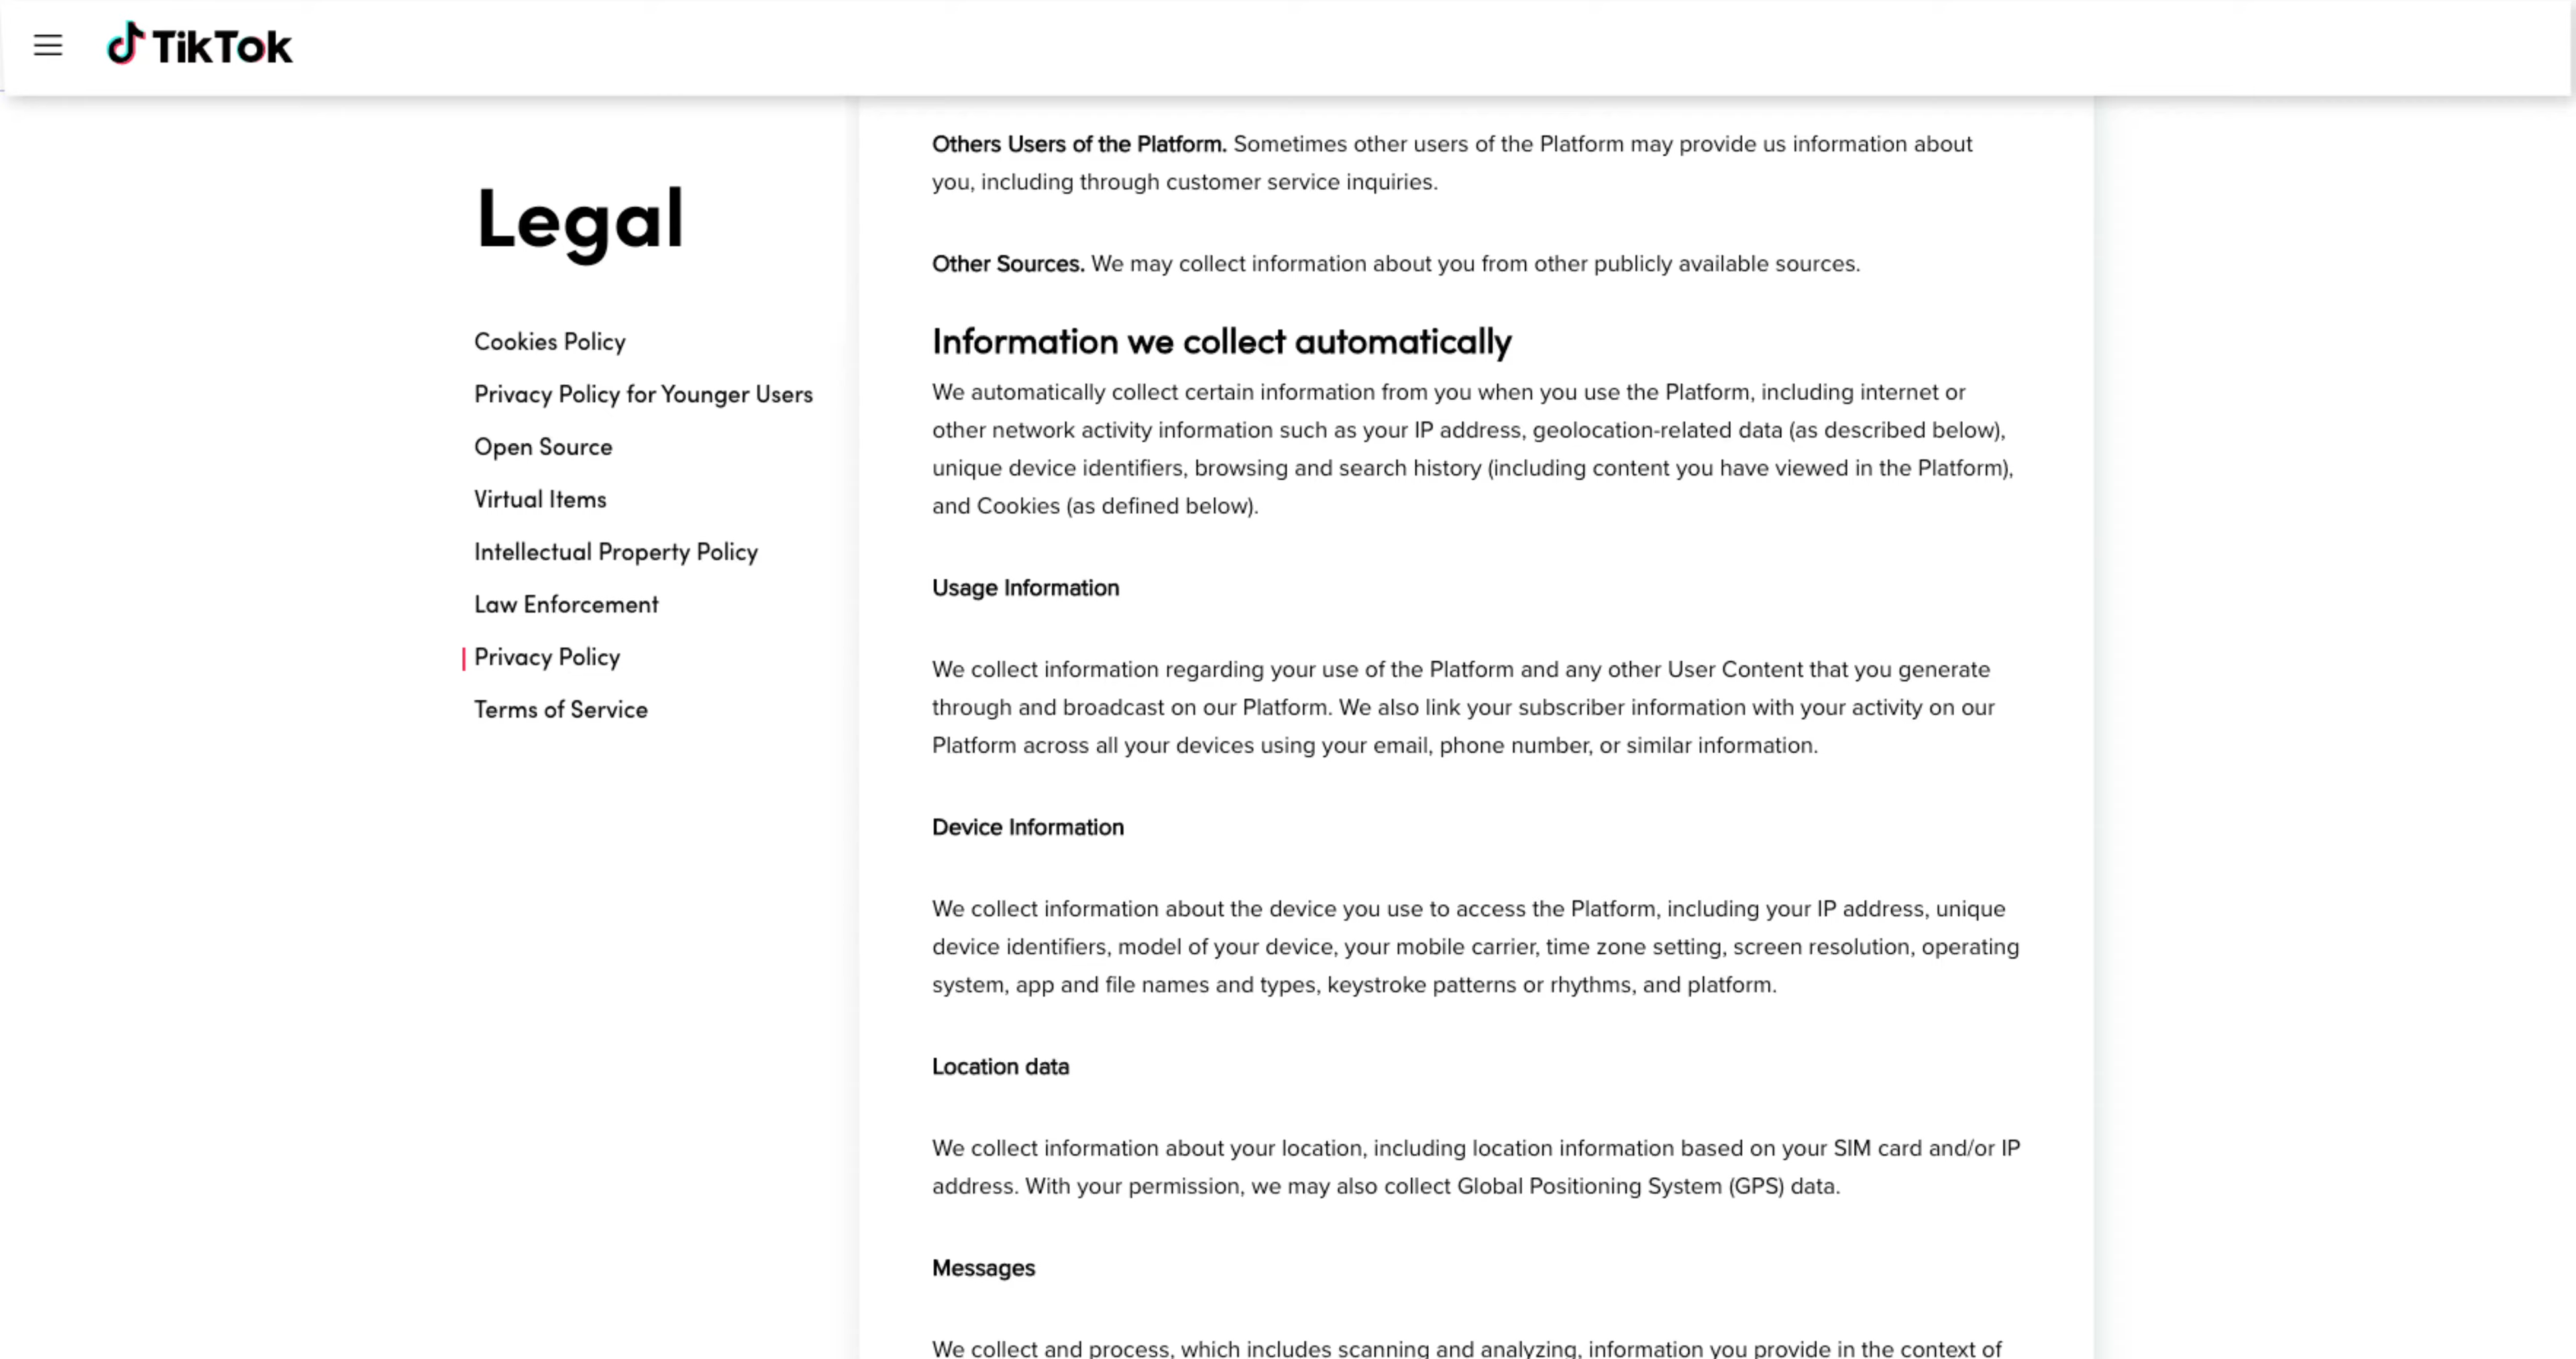 TikTok
Legal
Cookies Policy
Privacy Policy for Younger Users
Open Source
Virtual Items
Intellectual Property Policy
Law Enforcement
Privacy Policy
Terms of Service
Others Users of the Platform. Sometimes other users of the Platform may provide us information about
you, including through customer service inquiries.
Other Sources. We may collect information about you from other publicly available sources.
Information we collect automatically
We automatically collect certain information from you when you use the Platform, including internet or
other network activity information such as your IP address, geolocation-related data (as described below),
unique device identifiers, browsing and search history (including content you have viewed in the Platform),
and Cookies (as defined below).
Usage Information
We collect information regarding your use of the Platform and any other User Content that you generate
through and broadcast on our Platform. We also link your subscriber information with your activity on our
Platform across all your devices using your email, phone number, or similar information.
Device Information
We collect information about the device you use to access the Platform, including your IP address, unique
device identifiers, model of your device, your mobile carrier, time zone setting, screen resolution, operating
system, app and file names and types, keystroke patterns or rhythms, and platform.
Location data
We collect information about your location, including location information based on your SIM card and/or IP
address. With your permission, we may also collect Global Positioning System (GPS) data.
Messages
We collect and process, which includes scanning and analyzing, information you provide in the context of